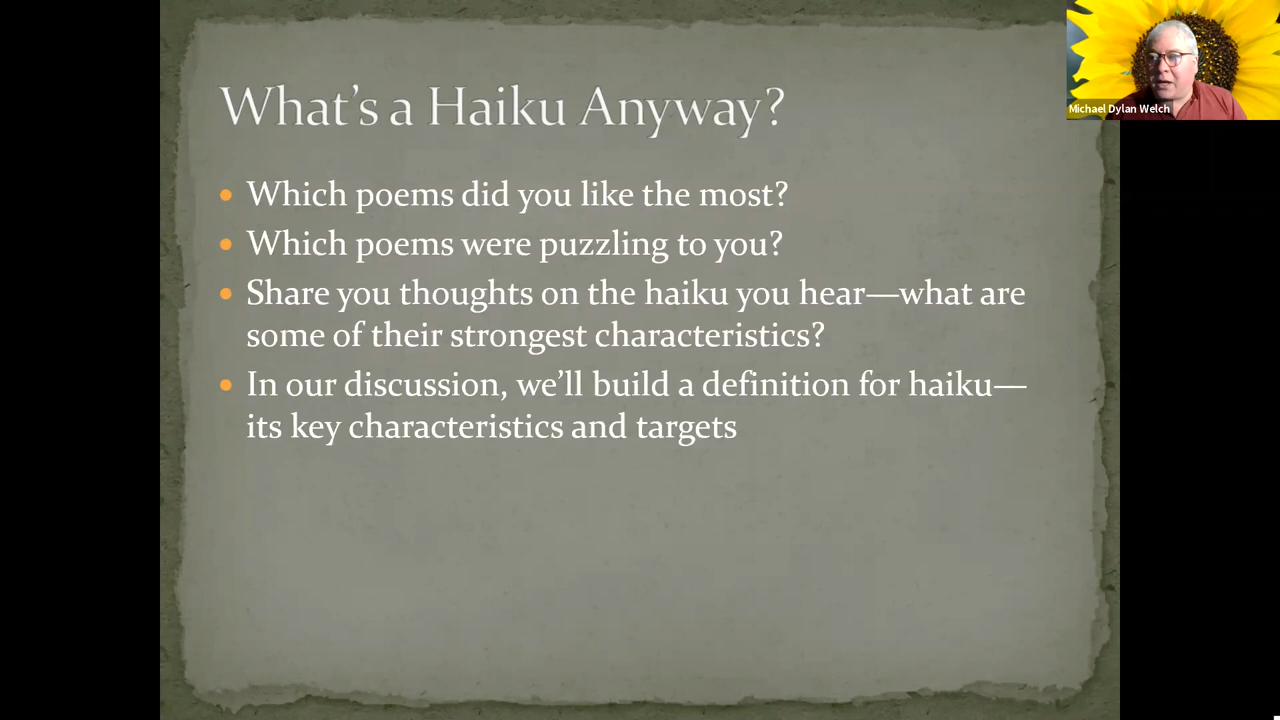 What's a Haiku Anyway?
Michael Dylan Welch
• Which poems did you like the most?
• Which poems were puzzling to you?
• Share you thoughts on the haiku you hear—what are
some of their strongest characteristics?
• In our discussion, we'll build a definition for haiku—
its key characteristics and targets